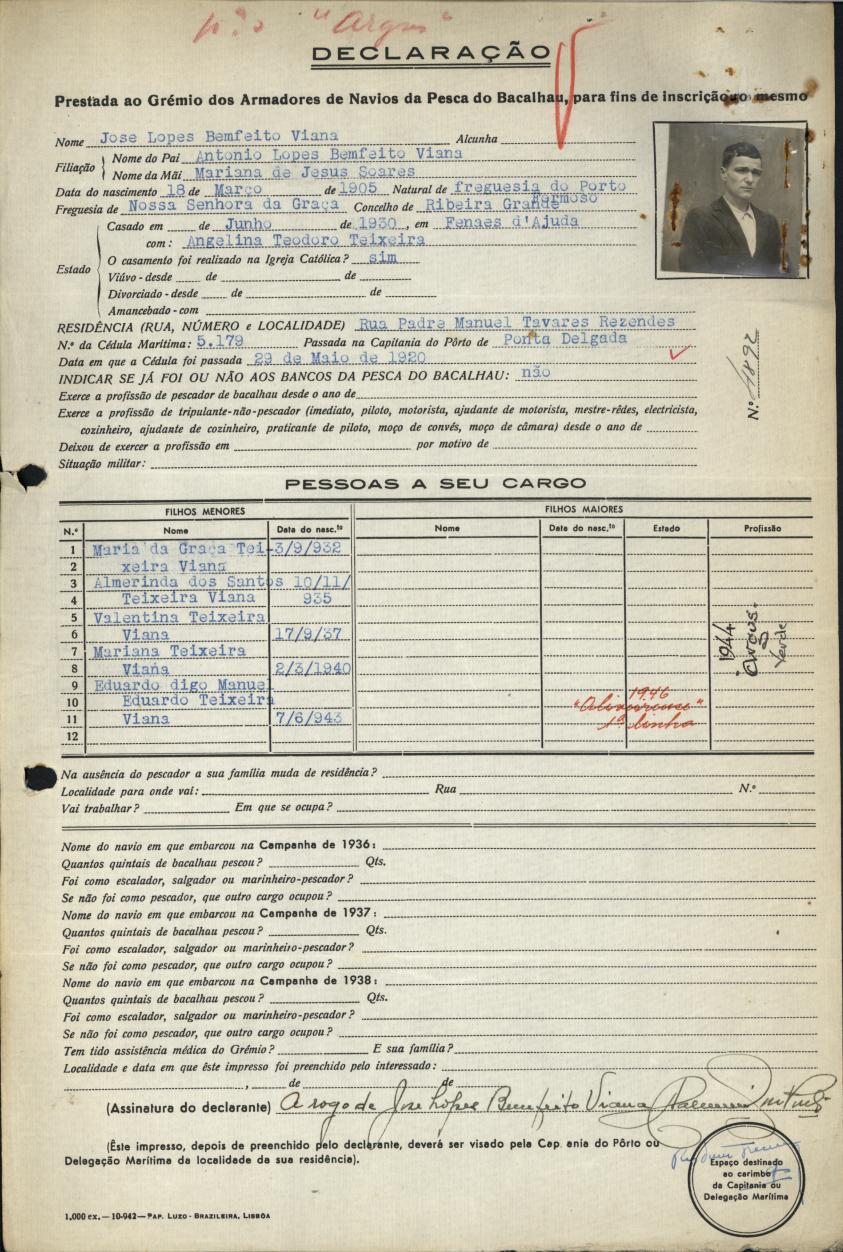 "Argus"
DECLARAÇÃO
Prestada ao Grémio dos Armadores de Navios da Pesca do Bacalhau, para fins de inscrição no mesmo
Nome Jose Lopes Bemfeito Viana Alcunha
Filiação
Nome do Pai Antonio Lopes Bemfeito Viana
Nome da Mãi Mariana de Jesus Soares
Data do nascimento 18 de Março de 1905 Natural de freguesia do Porto Formoso
Freguesia de Nossa Senhora da Graça Concelho de Ribeira Grande
Estado
Casado em de Junho de 1930, em Fenaes d'Ajuda
com: Angelina Teodoro Teixeira
O casamento foi realizado na Igreja Católica? sim
Viúvo - desde de de
Divorciado - desde de de
Amancebado - com
RESIDÊNCIA (RUA, NÚMERO e LOCALIDADE) Rua Padre Manuel Tavares Rezendes
N.º da Cédula Marítima: 5.179 Passada na Capitania do Pôrto de Ponta Delgada
Data em que a Cédula foi passada 29 de Maio de 1920
INDICAR SE JÁ FOI OU NÃO AOS BANCOS DA PESCA DO BACALHAU: não
Exerce a profissão de pescador de bacalhau desde o ano de
Exerce a profissão de tripulante-não-pescador (imediato, piloto, motorista, ajudante de motorista, mestre-rêdes, electricista,
cozinheiro, ajudante de cozinheiro, praticante de piloto, moço de convés, moço de câmara) desde o ano de
Deixou de exercer a profissão em por motivo de
Situação militar:
N.º 4892
PESSOAS A SEU CARGO
FILHOS MENORES FILHOS MAIORES
N.º Nome Data do nasc.to Nome Data do nasc.to Estado Profissão
1 Maria da Graça Tei- 3/9/932
2 xeira Viana
3 Almerinda dos Santos 10/11/
4 Teixeira Viana 935
5 Valentina Teixeira
6 Viana 17/9/37
7 Mariana Teixeira
8 Viana 2/3/1940
9 Eduardo digo Manuel
10 Eduardo Teixeira
11 Viana 7/6/943
12
1944
"Argus"
Verde
1946
1ª linha
Na ausência do pescador a sua família muda de residência?
Localidade para onde vai: Rua N.º
Vai trabalhar? Em que se ocupa?
Nome do navio em que embarcou na Campanha de 1936:
Quantos quintais de bacalhau pescou? Qts.
Foi como escalador, salgador ou marinheiro-pescador?
Se não foi como pescador, que outro cargo ocupou?
Nome do navio em que embarcou na Campanha de 1937:
Quantos quintais de bacalhau pescou? Qts.
Foi como escalador, salgador ou marinheiro-pescador?
Se não foi como pescador, que outro cargo ocupou?
Nome do navio em que embarcou na Campanha de 1938:
Quantos quintais de bacalhau pescou? Qts.
Foi como escalador, salgador ou marinheiro-pescador?
Se não foi como pescador, que outro cargo ocupou?
Tem tido assistência médica do Grémio? E sua família?
Localidade e data em que êste impresso foi preenchido pelo interessado:
, de de
(Assinatura do declarante) A rogo de Jose Lopes Bemfeito Viana
(Êste impresso, depois de preenchido pelo declarante, deverá ser visado pela Cap ania do Pôrto ou
Delegação Marítima da localidade da sua residência).
Espaço destinado
ao carimbo
da Capitania ou
Delegação Marítima
1,000 ex. — 10-942 — PAP. LUZO-BRAZILEIRA, LISBÔA